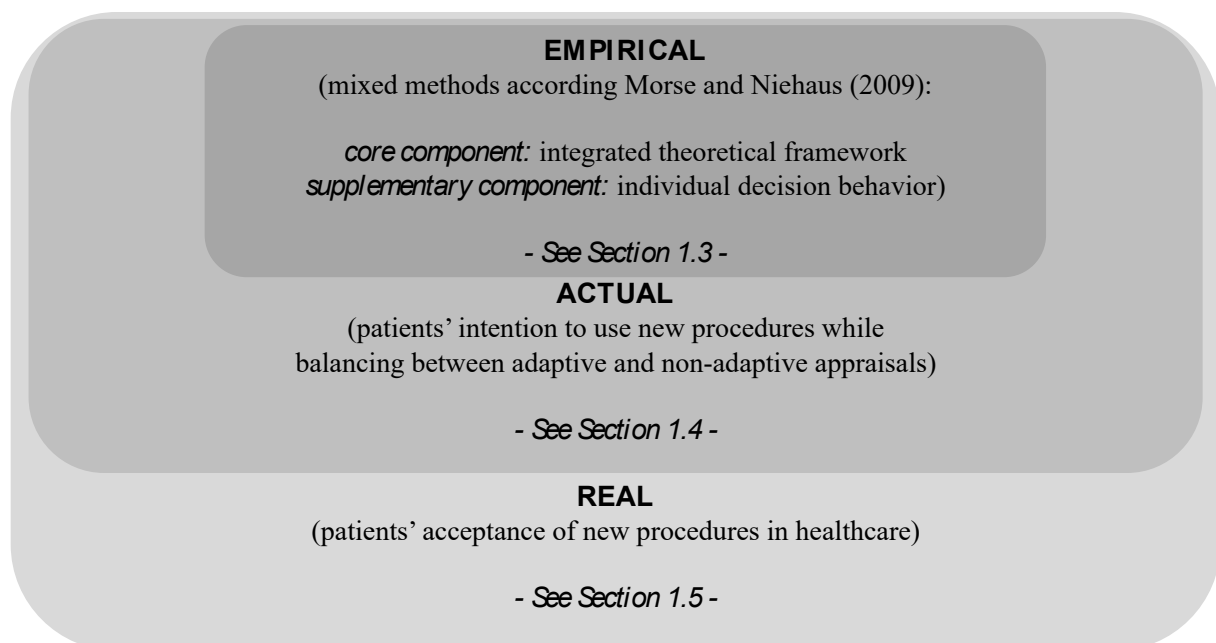 EMPIRICAL
(mixed methods according Morse and Niehaus (2009):
core component: integrated theoretical framework
supplementary component: individual decision behavior)
- See Section 1.3 -
ACTUAL
(patients’ intention to use new procedures while
balancing between adaptive and non-adaptive appraisals)
- See Section 1.4 -
REAL
(patients’ acceptance of new procedures in healthcare)
- See Section 1.5 -